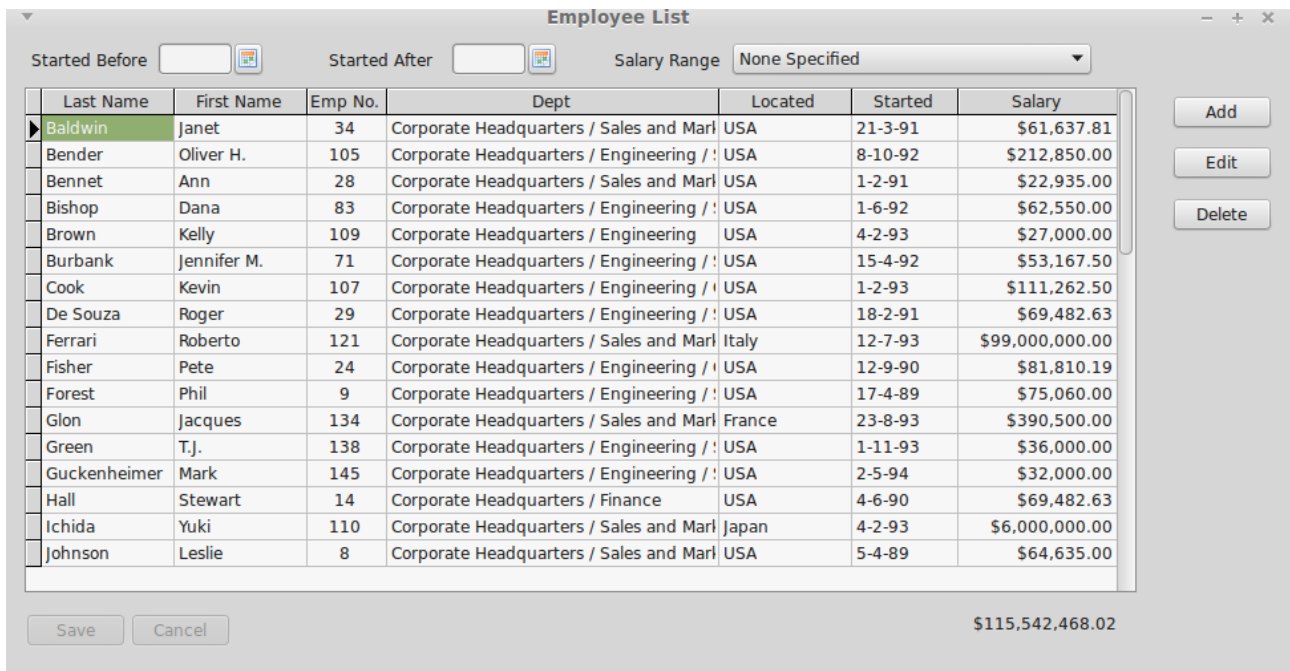 Employee List
Started Before Started After Salary Range None Specified
Last Name First Name Emp No. Dept Located Started Salary Add
Baldwin Janet 34 Corporate Headquarters / Sales and Mark USA 21-3-91 $61,637.81
Bender Oliver H. 105 Corporate Headquarters / Engineering / USA 8-10-92 $212,850.00 Edit
Bennet Ann 28 Corporate Headquarters / Sales and Mark USA 1-2-91 $22,935.00
Bishop Dana 83 Corporate Headquarters / Engineering / USA 1-6-92 $62,550.00 Delete
Brown Kelly 109 Corporate Headquarters / Engineering USA 4-2-93 $27,000.00
Burbank Jennifer M. 71 Corporate Headquarters / Engineering / USA 15-4-92 $53,167.50
Cook Kevin 107 Corporate Headquarters / Engineering / USA 1-2-93 $111,262.50
De Souza Roger 29 Corporate Headquarters / Engineering / USA 18-2-91 $69,482.63
Ferrari Roberto 121 Corporate Headquarters / Sales and Mark Italy 12-7-93 $99,000,000.00
Fisher Pete 24 Corporate Headquarters / Engineering / USA 12-9-90 $81,810.19
Forest Phil 9 Corporate Headquarters / Engineering / USA 17-4-89 $75,060.00
Glon Jacques 134 Corporate Headquarters / Sales and Mark France 23-8-93 $390,500.00
Green T.J. 138 Corporate Headquarters / Engineering / USA 1-11-93 $36,000.00
Guckenheimer Mark 145 Corporate Headquarters / Engineering / USA 2-5-94 $32,000.00
Hall Stewart 14 Corporate Headquarters / Finance USA 4-6-90 $69,482.63
Ichida Yuki 110 Corporate Headquarters / Sales and Mark Japan 4-2-93 $6,000,000.00
Johnson Leslie 8 Corporate Headquarters / Sales and Mark USA 5-4-89 $64,635.00
Save Cancel $115,542,468.02